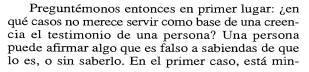 Preguntémonos entonces en primer lugar: ¿en
qué casos no merece servir como base de una creen-
cia el testimonio de una persona? Una persona
puede afirmar algo que es falso a sabiendas de que
lo es, o sin saberlo. En el primer caso, está min-